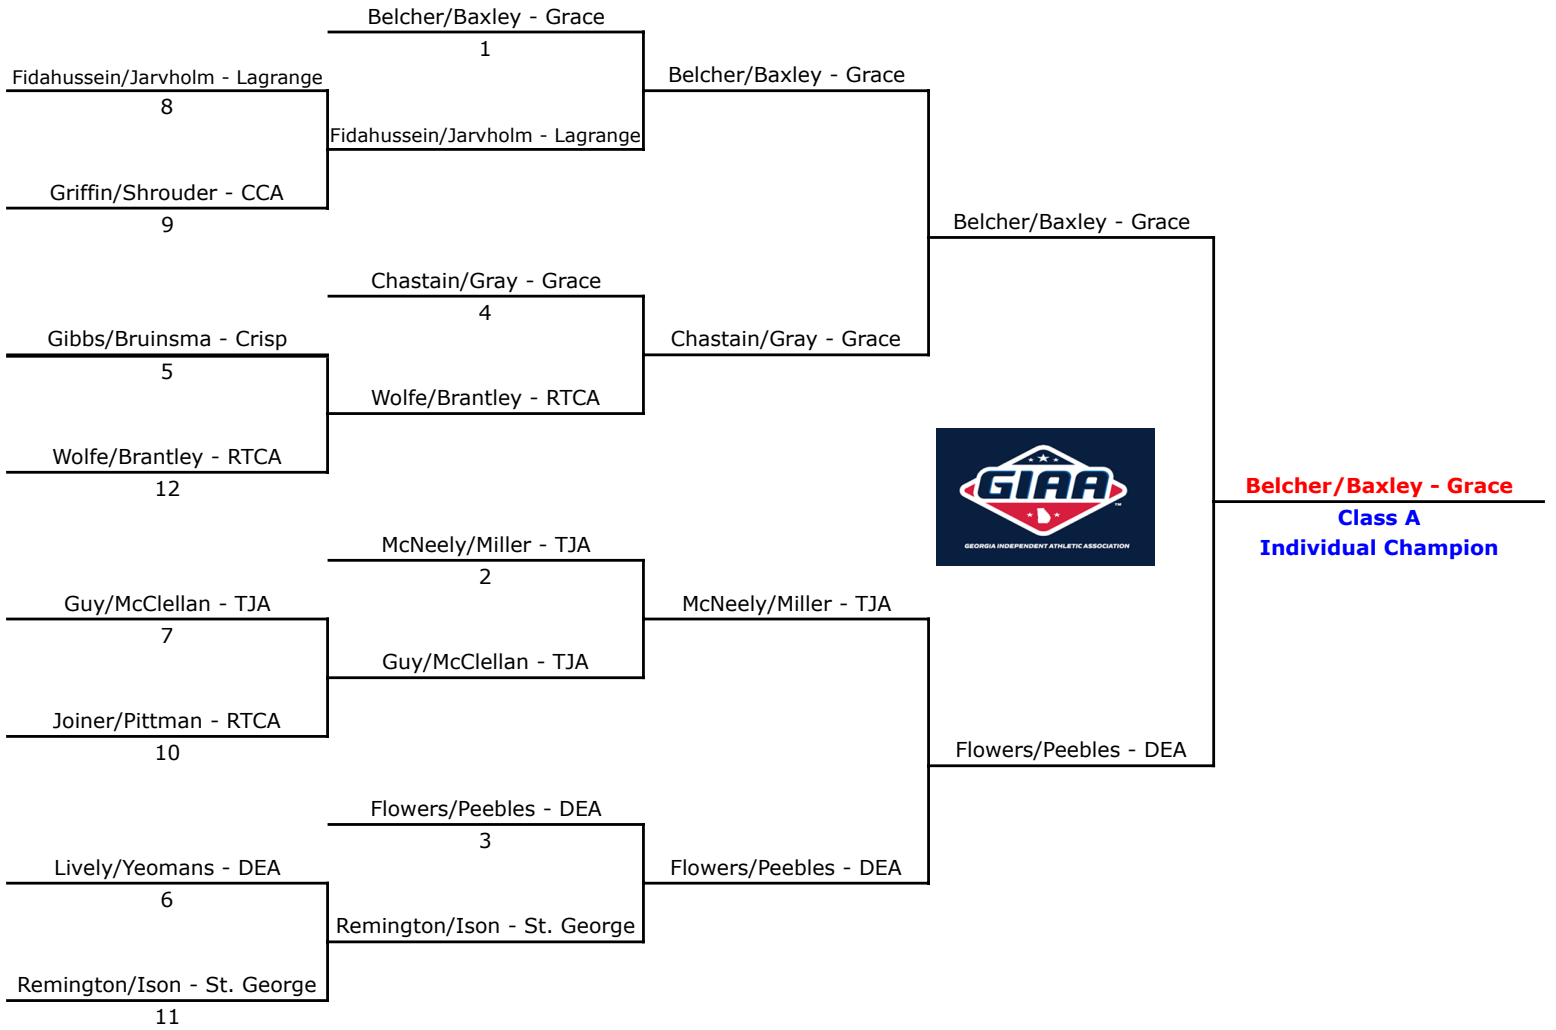 Belcher/Baxley - Grace
1
Fidahussein/Jarvholm - Lagrange
8
Belcher/Baxley - Grace
Fidahussein/Jarvholm - Lagrange
Griffin/Shrouder - CCA
9
Belcher/Baxley - Grace
Chastain/Gray - Grace
4
Gibbs/Bruinsma - Crisp
5
Chastain/Gray - Grace
Wolfe/Brantley - RTCA
Wolfe/Brantley - RTCA
12
GIAA
TM
GEORGIA INDEPENDENT ATHLETIC ASSOCIATION
Belcher/Baxley - Grace
Class A
Individual Champion
McNeely/Miller - TJA
2
Guy/McClellan - TJA
7
McNeely/Miller - TJA
Guy/McClellan - TJA
Joiner/Pittman - RTCA
10
Flowers/Peebles - DEA
Flowers/Peebles - DEA
3
Lively/Yeomans - DEA
6
Flowers/Peebles - DEA
Remington/Ison - St. George
Remington/Ison - St. George
11